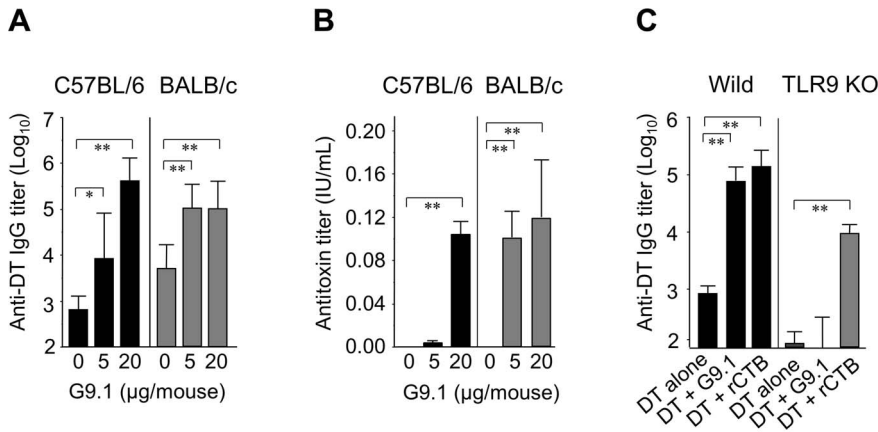 A
C57BL/6 BALB/c
Anti-DT IgG titer (Log10)
7
6
5
4
3
2
** **
* **
0 5 20 0 5 20
G9.1 (µg/mouse)
B
C57BL/6 BALB/c
Antitoxin titer (IU/mL)
0.20
0.16
0.12
0.08
0.04
0.00
** ** **
0 5 20 0 5 20
G9.1 (µg/mouse)
C
Wild TLR9 KO
Anti-DT IgG titer (Log10)
6
5
4
3
2
** ** **
DT alone
DT + G9.1
DT + rCTB
DT alone
DT + G9.1
DT + rCTB